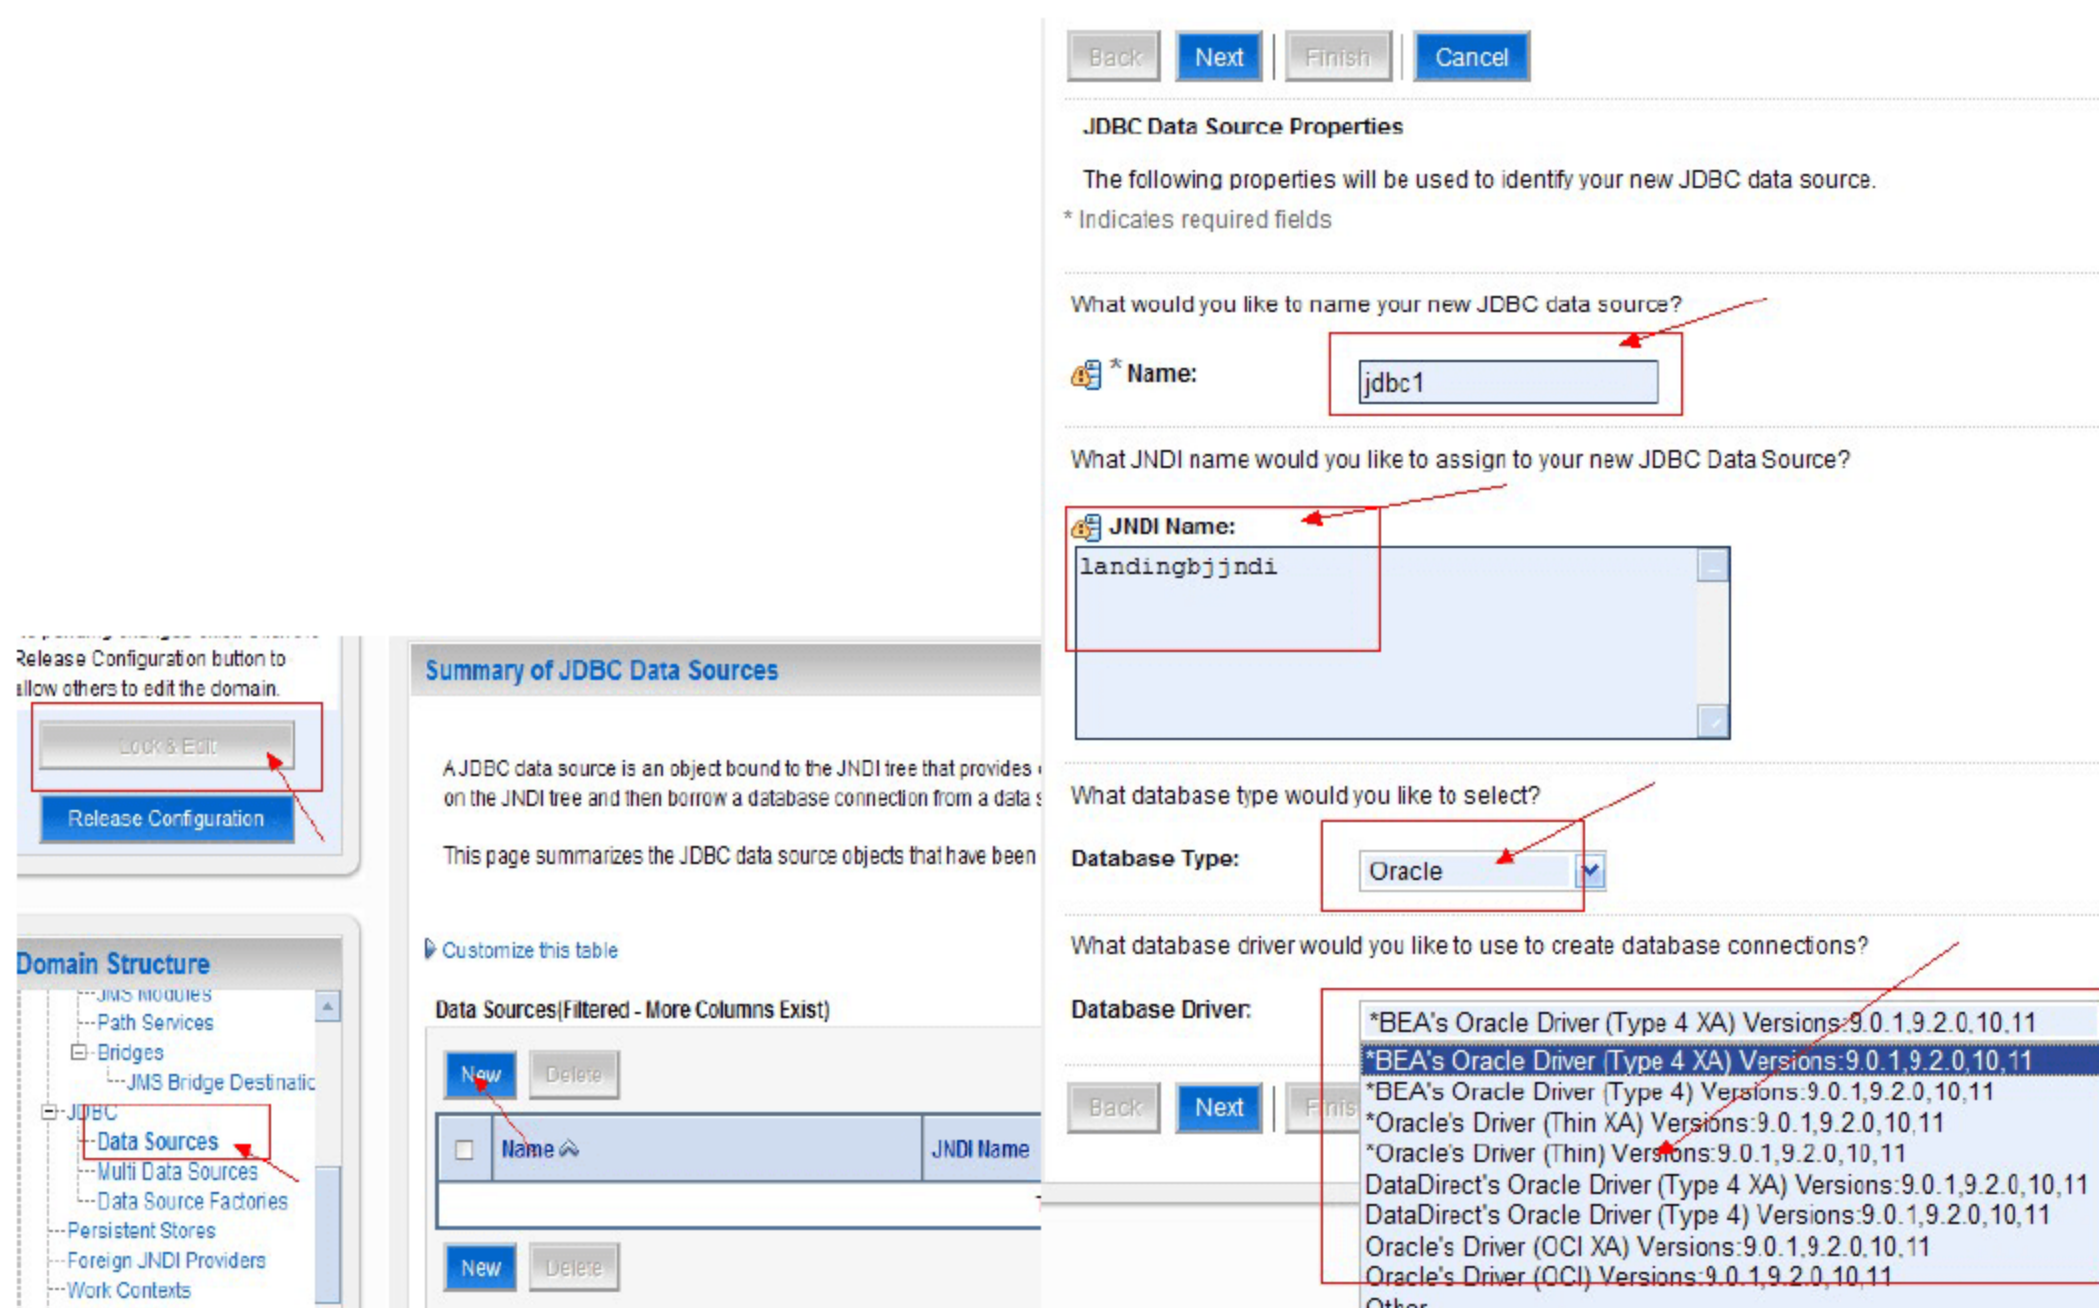 Release Configuration button to
allow others to edit the domain.
Lock & Edit
Release Configuration
Domain Structure
JMS Modules
Path Services
Bridges
JMS Bridge Destinatic
JDBC
Data Sources
Multi Data Sources
Data Source Factories
Persistent Stores
Foreign JNDI Providers
Work Contexts
Summary of JDBC Data Sources
A JDBC data source is an object bound to the JNDI tree that provides
on the JNDI tree and then borrow a database connection from a data s
This page summarizes the JDBC data source objects that have been
Customize this table
Data Sources(Filtered - More Columns Exist)
New Delete
Name JNDI Name
New Delete
Back Next Finish Cancel
JDBC Data Source Properties
The following properties will be used to identify your new JDBC data source.
* Indicates required fields
What would you like to name your new JDBC data source?
* Name: jdbc1
What JNDI name would you like to assign to your new JDBC Data Source?
JNDI Name:
landingbjjndi
What database type would you like to select?
Database Type: Oracle
What database driver would you like to use to create database connections?
Database Driver: *BEA's Oracle Driver (Type 4 XA) Versions:9.0.1,9.2.0,10,11
*BEA's Oracle Driver (Type 4 XA) Versions:9.0.1,9.2.0,10,11
*BEA's Oracle Driver (Type 4) Versions:9.0.1,9.2.0,10,11
*Oracle's Driver (Thin XA) Versions:9.0.1,9.2.0,10,11
*Oracle's Driver (Thin) Versions:9.0.1,9.2.0,10,11
DataDirect's Oracle Driver (Type 4 XA) Versions:9.0.1,9.2.0,10,11
DataDirect's Oracle Driver (Type 4) Versions:9.0.1,9.2.0,10,11
Oracle's Driver (OCI XA) Versions:9.0.1,9.2.0,10,11
Oracle's Driver (OCI) Versions:9.0.1,9.2.0,10,11
Other
Back Next Finis